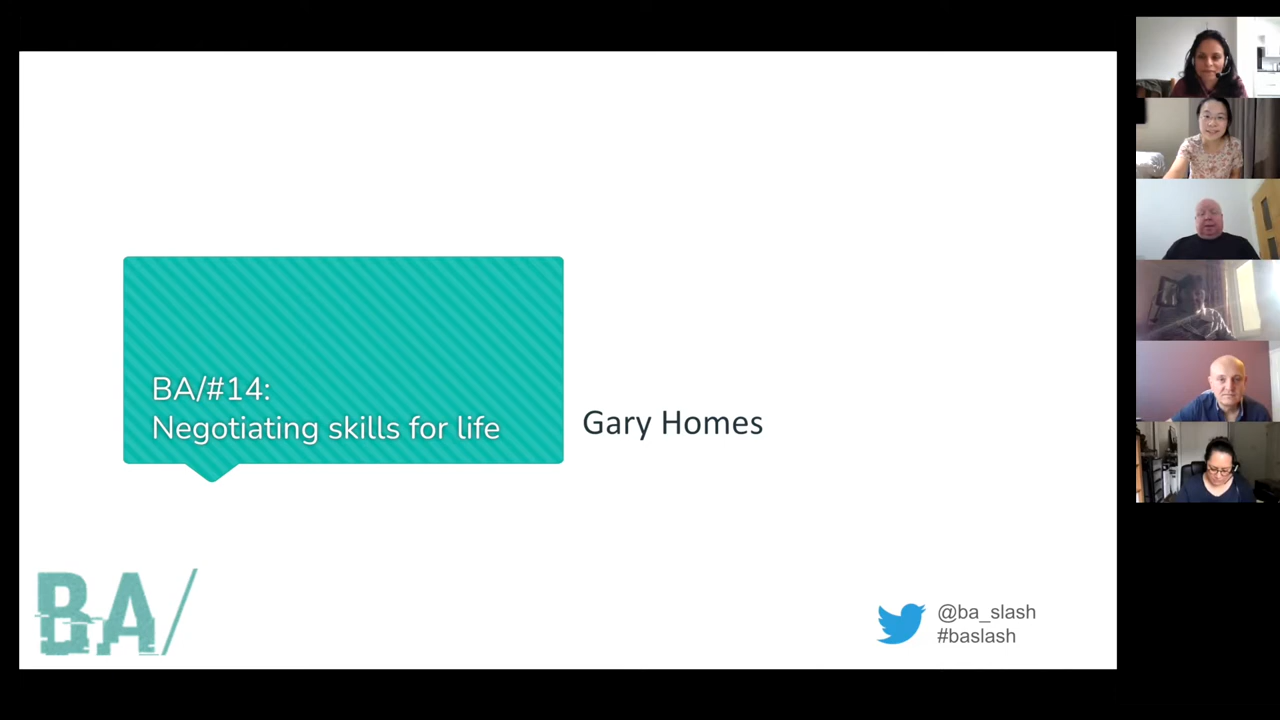 BA/#14:
Negotiating skills for life
Gary Homes
BA/
@ba_slash
#baslash